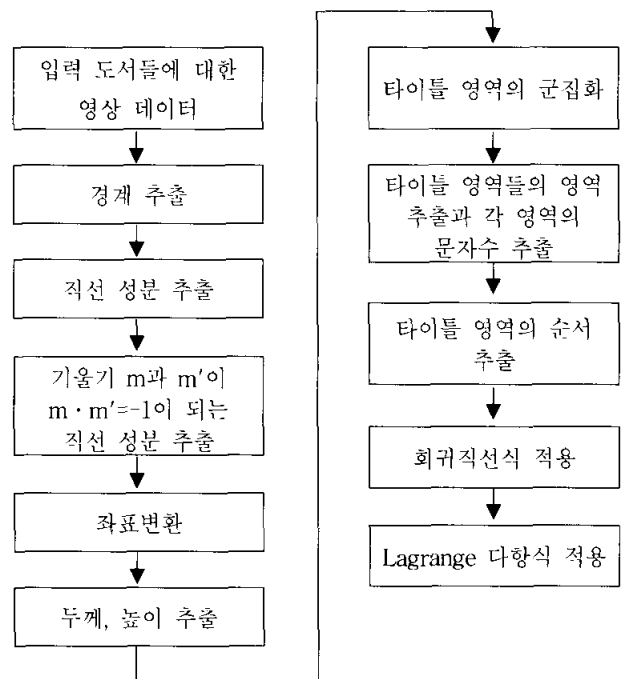 입력 도서들에 대한
영상 데이터
경계 추출
직선 성분 추출
기울기 m과 m′이
m · m′=-1이 되는
직선 성분 추출
좌표변환
두께, 높이 추출
타이틀 영역의 군집화
타이틀 영역들의 영역
추출과 각 영역의
문자수 추출
타이틀 영역의 순서
추출
회귀직선식 적용
Lagrange 다항식 적용